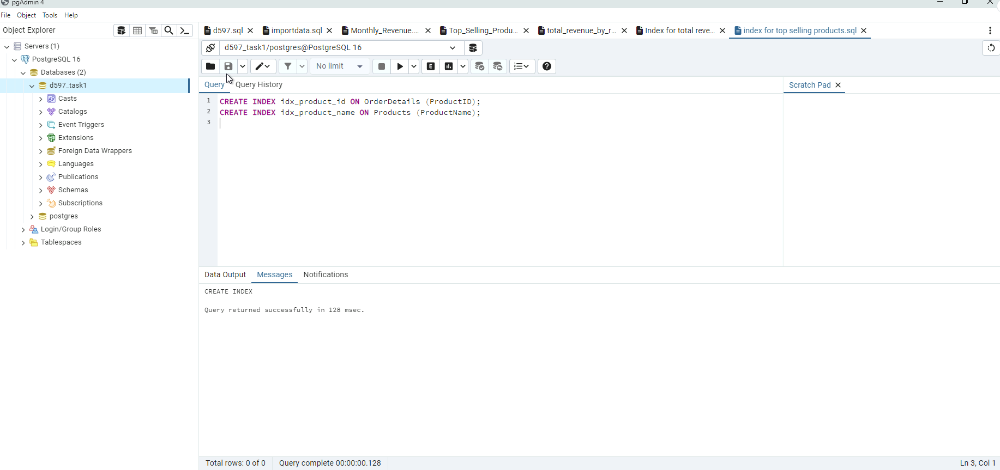 pgAdmin 4
File Object Tools Help
Object Explorer
d597.sql
importdata.sql
Monthly_Revenue....
Top_Selling_Produ...
total_revenue_by_r...
Index for total reve...
index for top selling products.sql
Servers (1)
PostgreSQL 16
Databases (2)
d597_task1
Casts
Catalogs
Event Triggers
Extensions
Foreign Data Wrappers
Languages
Publications
Schemas
Subscriptions
postgres
Login/Group Roles
Tablespaces
d597_task1/postgres@PostgreSQL 16
No limit
E
Query Query History
Scratch Pad
1 CREATE INDEX idx_product_id ON OrderDetails (ProductID);
2 CREATE INDEX idx_product_name ON Products (ProductName);
3
Data Output Messages Notifications
CREATE INDEX
Query returned successfully in 128 msec.
Total rows: 0 of 0 Query complete 00:00:00.128 Ln 3, Col 1